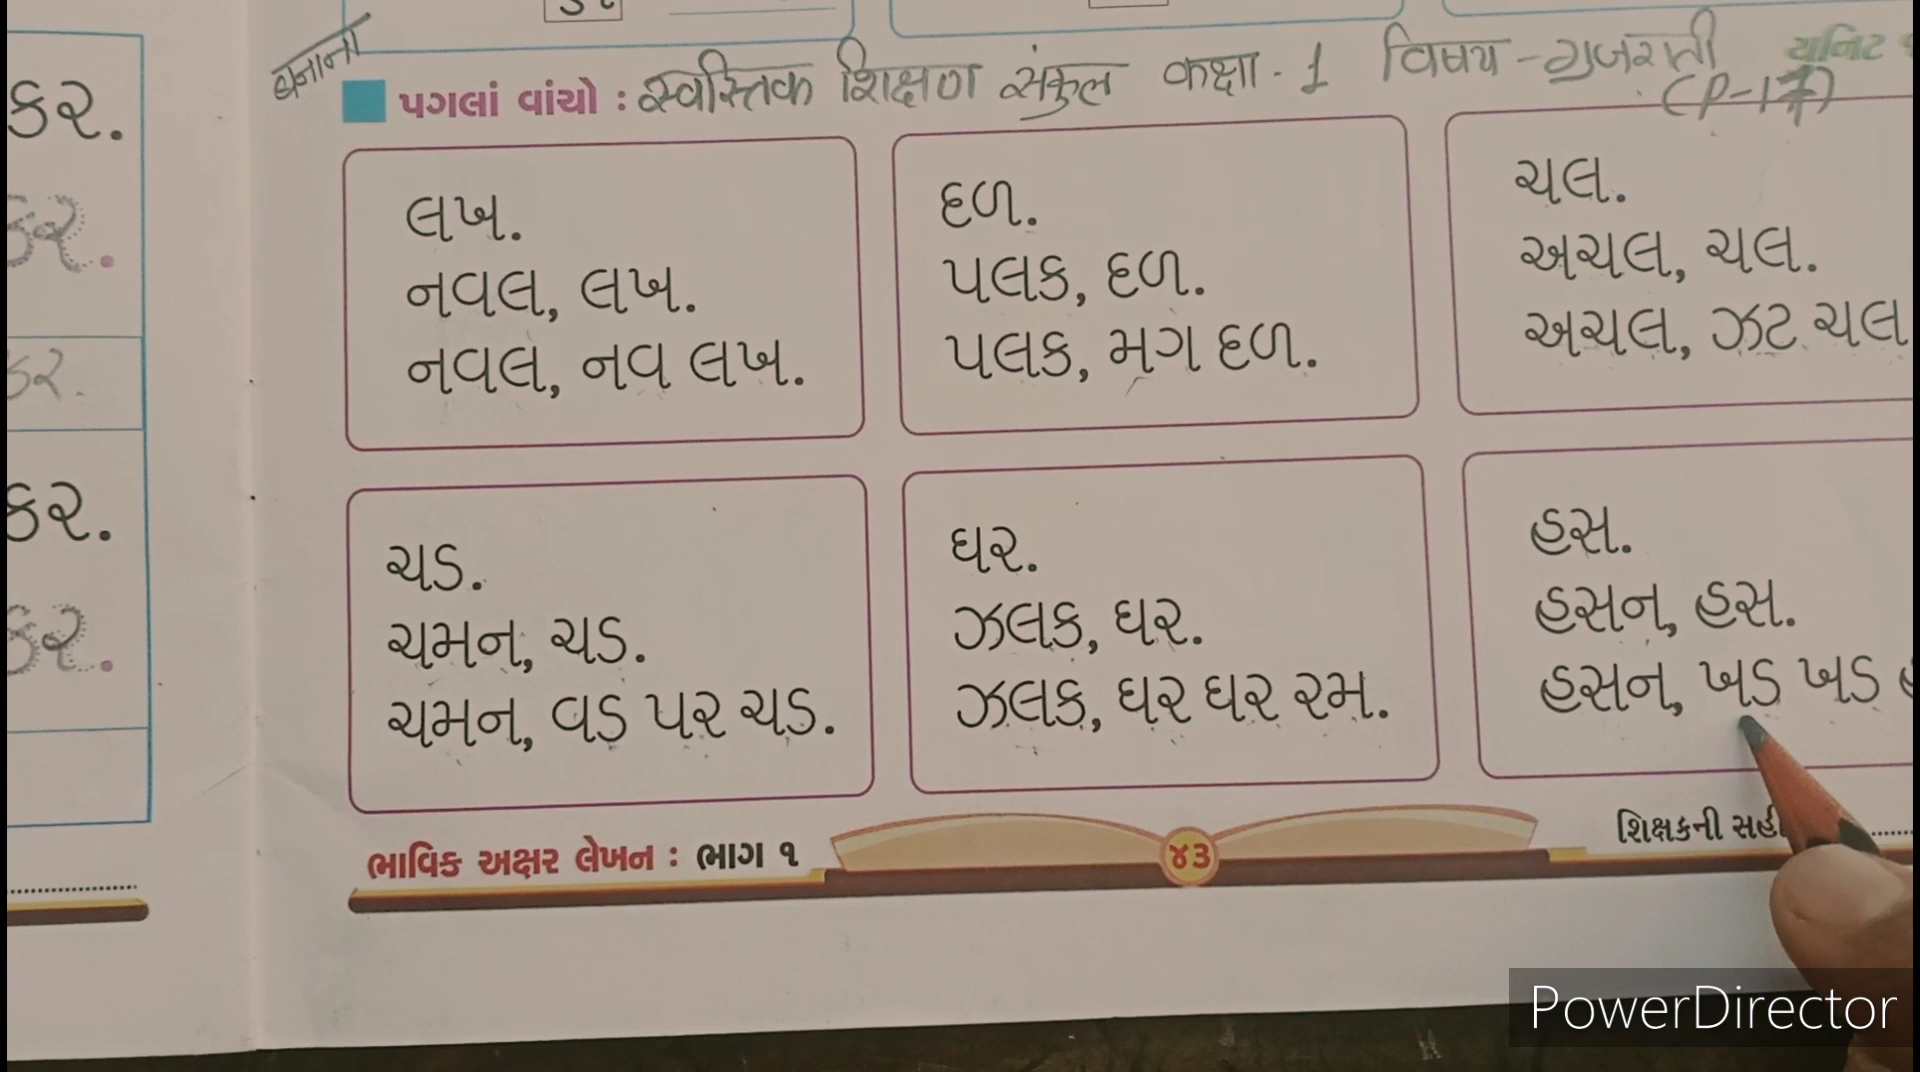 કર.
કર.
કર.
કર.
કર.
બનાના
પગલાં વાંચો : સ્વસ્તિક શિક્ષણ સંકુલ कक्षा - 1 विषय - ગુજરાતી યુનિટ
(P-17)
લખ.
નવલ, લખ.
નવલ, નવ લખ.
દળ.
પલક, દળ.
પલક, મગ દળ.
ચલ.
અચલ, ચલ.
અચલ, ઝટ ચલ
ચડ.
ચમન, ચડ.
ચમન, વડ પર ચડ.
ઘર.
ઝલક, ઘર.
ઝલક, ઘર ઘર રમ.
હસ.
હસન, હસ.
હસન, ખડ ખડ
ભાવિક અક્ષર લેખન : ભાગ ૧
૪૩
શિક્ષકની સહી
PowerDirector